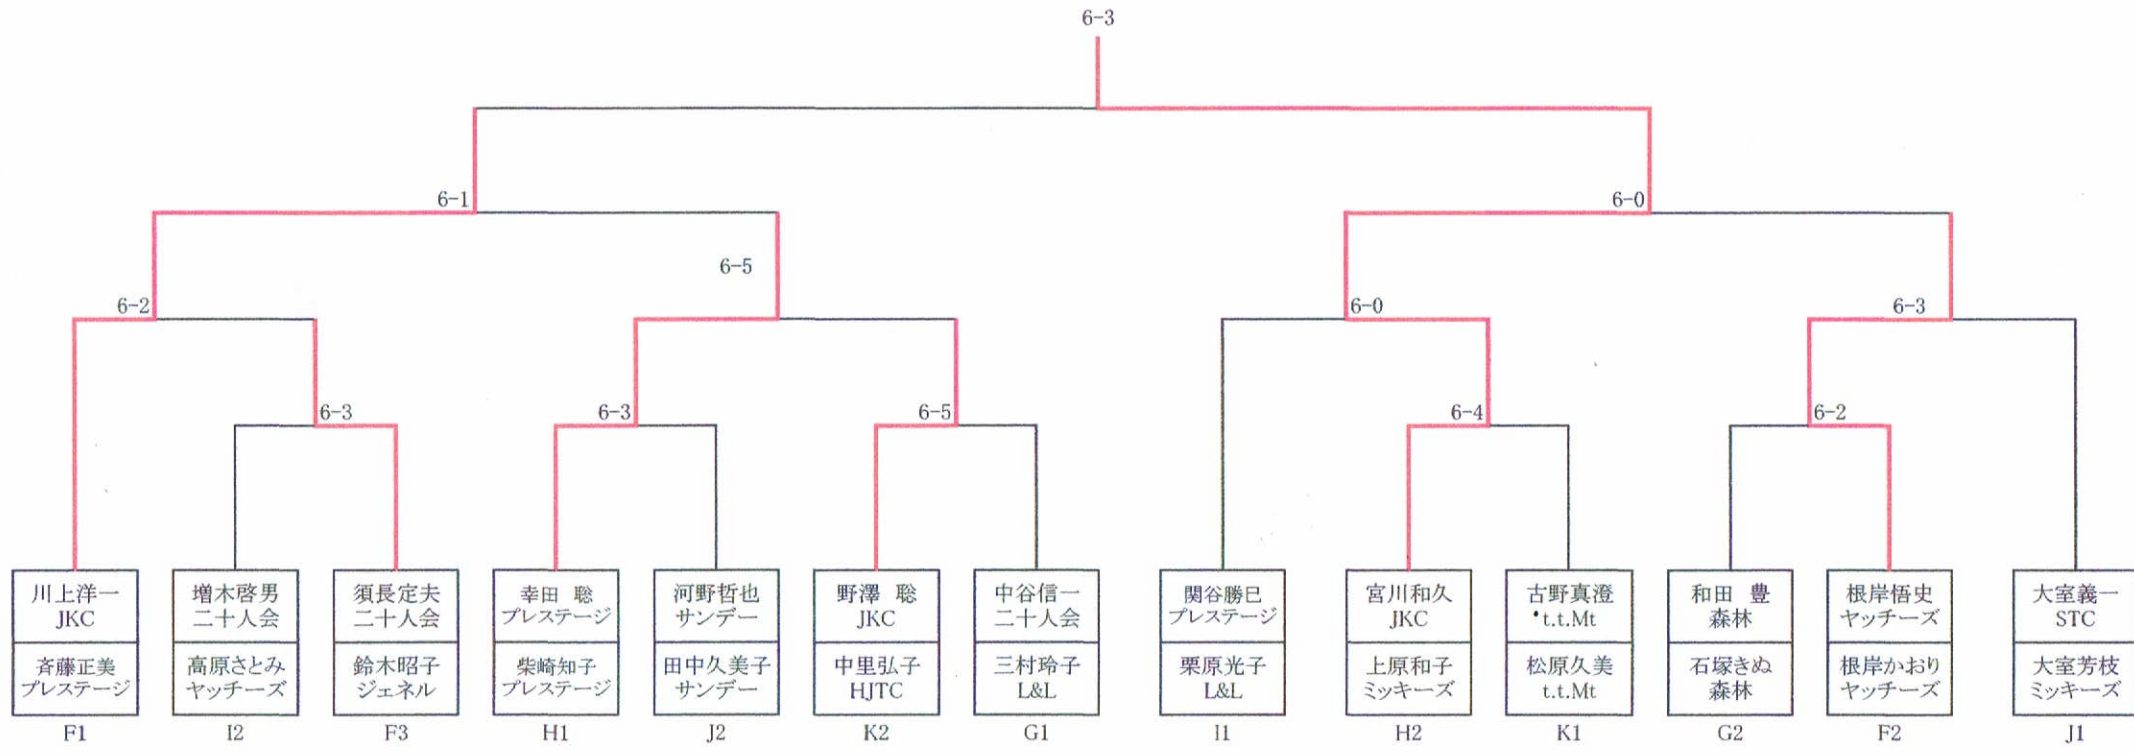 6-3
6-1
6-0
6-5
6-2
6-0
6-3
6-3
6-3
6-5
6-4
6-2
川上洋一
JKC
斉藤正美
プレステージ
F1
増木啓男
二十人会
高原さとみ
ヤッチーズ
I2
須長定夫
二十人会
鈴木昭子
ジェネル
F3
幸田 聡
プレステージ
柴崎知子
プレステージ
H1
河野哲也
サンデー
田中久美子
サンデー
J2
野澤 聡
JKC
中里弘子
HJTC
K2
中谷信一
二十人会
三村玲子
L&L
G1
関谷勝巳
プレステージ
栗原光子
L&L
I1
宮川和久
JKC
上原和子
ミッキーズ
H2
古野真澄
t.t.Mt
松原久美
t.t.Mt
K1
和田 豊
森林
石塚きぬ
森林
G2
根岸悟史
ヤッチーズ
根岸かおり
ヤッチーズ
F2
大室義一
STC
大室芳枝
ミッキーズ
J1